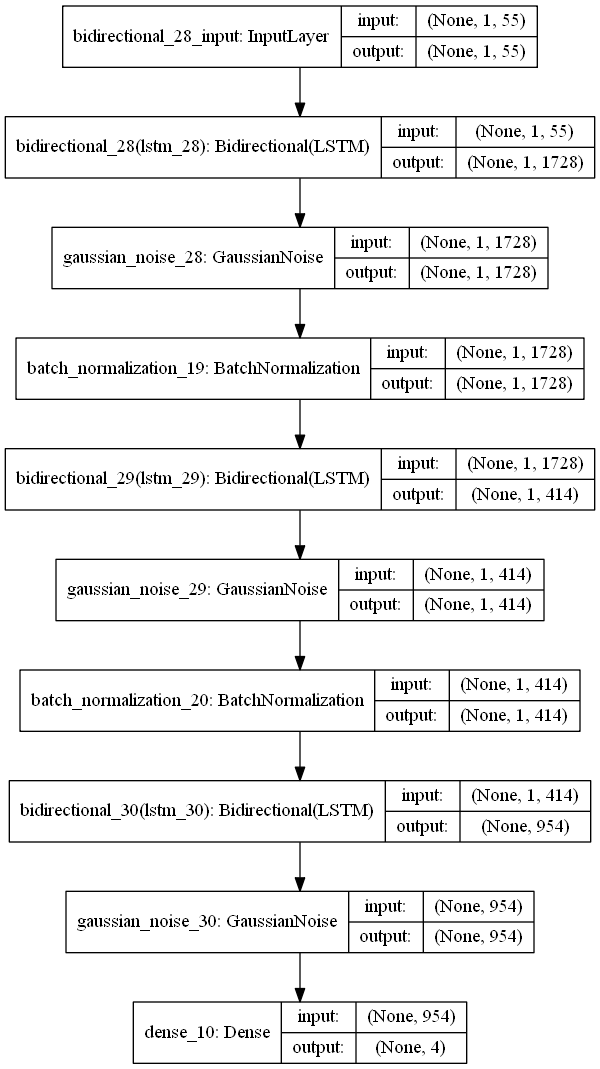 bidirectional_28_input: InputLayer
input: (None, 1, 55)
output: (None, 1, 55)
bidirectional_28(lstm_28): Bidirectional(LSTM)
input: (None, 1, 55)
output: (None, 1, 1728)
gaussian_noise_28: GaussianNoise
input: (None, 1, 1728)
output: (None, 1, 1728)
batch_normalization_19: BatchNormalization
input: (None, 1, 1728)
output: (None, 1, 1728)
bidirectional_29(lstm_29): Bidirectional(LSTM)
input: (None, 1, 1728)
output: (None, 1, 414)
gaussian_noise_29: GaussianNoise
input: (None, 1, 414)
output: (None, 1, 414)
batch_normalization_20: BatchNormalization
input: (None, 1, 414)
output: (None, 1, 414)
bidirectional_30(lstm_30): Bidirectional(LSTM)
input: (None, 1, 414)
output: (None, 954)
gaussian_noise_30: GaussianNoise
input: (None, 954)
output: (None, 954)
dense_10: Dense
input: (None, 954)
output: (None, 4)